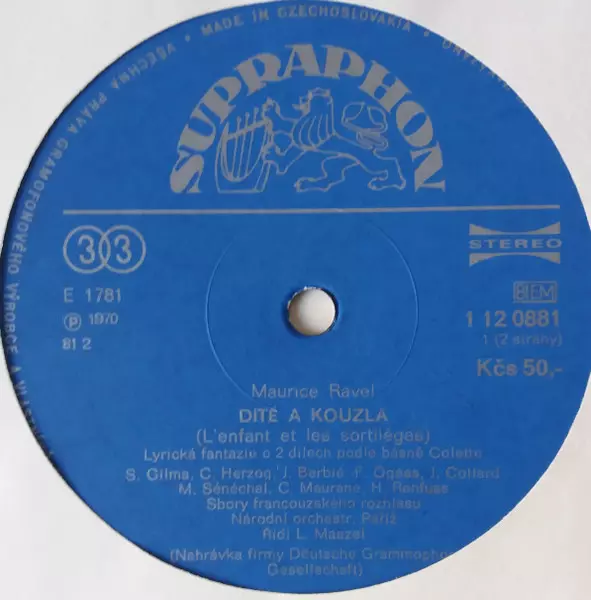 VŠECHNA PRÁVA GRAMOFONOVÉHO VÝROBCE A
• MADE IN CZECHOSLOVAKIA •
SUPRAPHON
33
STEREO
E 1781
BIEM
Ⓟ 1970
1 12 0881
81 2
1 (2 strany)
Kčs 50,-
Maurice Ravel
DITĚ A KOUZLA
(L'enfant et les sortiléges)
Lyrická fantazie o 2 dílech podle básně Colette
S. Gilma, C. Herzog, J. Berbié, F. Ogéas, J. Collard
M. Sénéchal, C. Maurane, H. Rehfuss
Sbory francouzského rozhlasu
Národní orchestr, Paříž
Řídí L. Maazel
(Nahrávka firmy Deutsche Grammophon
Gesellschaft)